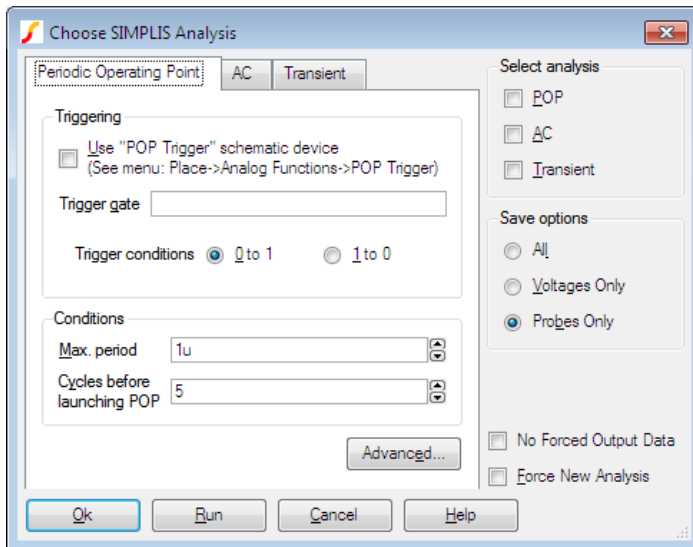 Choose SIMPLIS Analysis
Periodic Operating Point
AC
Transient
Triggering
Use "POP Trigger" schematic device
(See menu: Place->Analog Functions->POP Trigger)
Trigger gate
Trigger conditions
0 to 1
1 to 0
Conditions
Max. period
1u
Cycles before
launching POP
5
Advanced...
Select analysis
POP
AC
Transient
Save options
All
Voltages Only
Probes Only
No Forced Output Data
Force New Analysis
Ok
Run
Cancel
Help